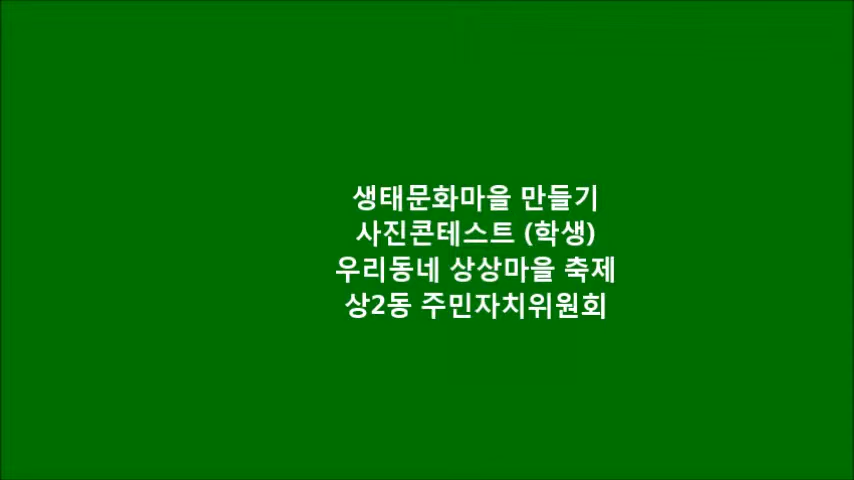 생태문화마을 만들기
사진콘테스트 (학생)
우리동네 상상마을 축제
상2동 주민자치위원회